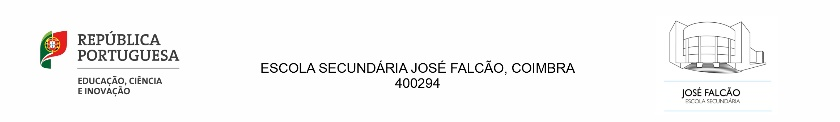 REPÚBLICA
PORTUGUESA
EDUCAÇÃO, CIÊNCIA
E INOVAÇÃO
ESCOLA SECUNDÁRIA JOSÉ FALCÃO, COIMBRA
400294
JOSÉ FALCÃO
ESCOLA SECUNDÁRIA